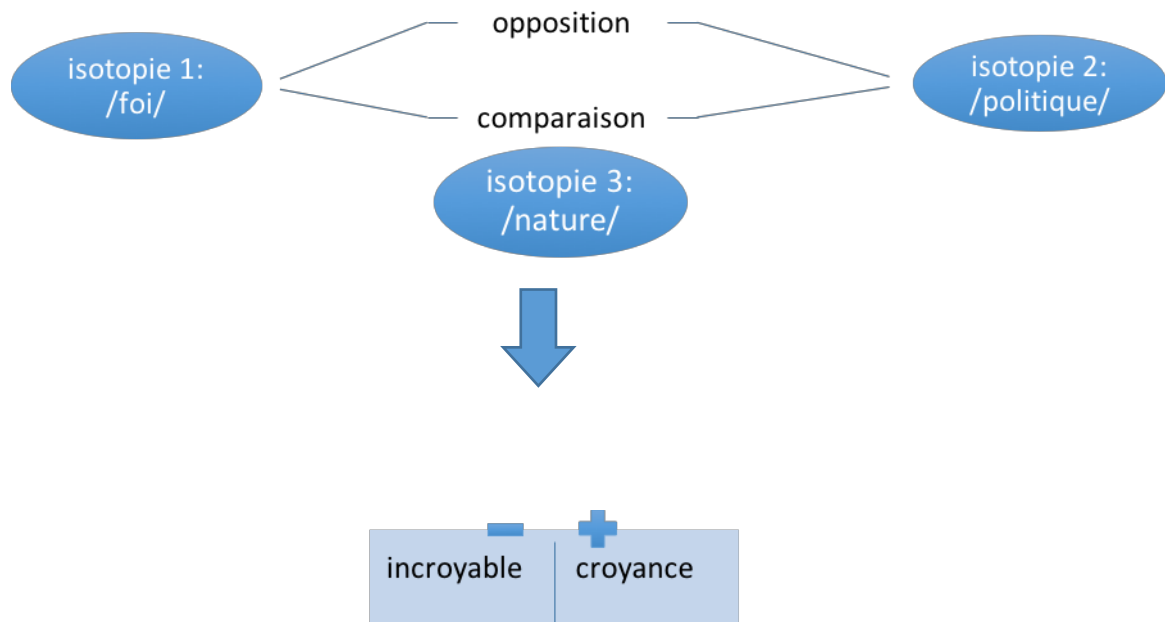 opposition
isotopie 1:
/foi/
isotopie 2:
/politique/
comparaison
isotopie 3:
/nature/
incroyable
croyance